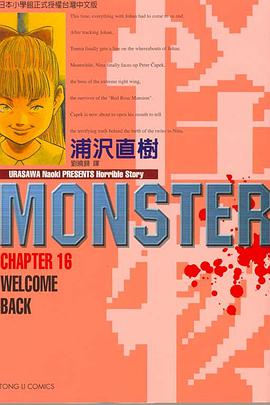 日本小學館正式授權台灣中文版
This time, everything with Johan had to come to an end.
After tracking Johan,
Tenma finally gets a line on the whereabouts of Johan.
Meanwhile, Nina finally faces up Peter Čapek,
the boss of the extreme right wing,
the survivor of the "Red Rose Mansion".
Čapek is now about to open his mouth to tell
the terrifying truth behind the birth of the twins to Nina.
怪物
浦沢直樹
劉明錦 譯
URASAWA Naoki PRESENTS Horrible Story
MONSTER
CHAPTER 16
WELCOME
BACK
TONG LI COMICS